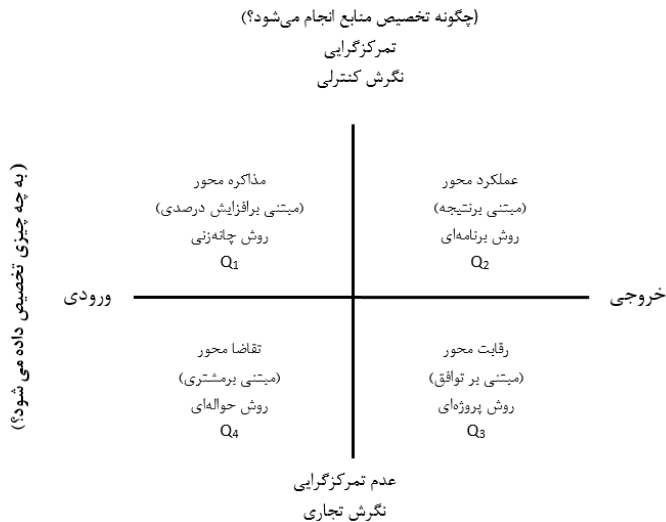 (چگونه تخصیص منابع انجام می‌شود؟)
تمرکزگرایی
نگرش کنترلی
عملکرد محور
(مبتنی برنتیجه)
روش برنامه‌ای
Q2
مذاکره محور
(مبتنی برافزایش درصدی)
روش چانه‌زنی
Q1
خروجی
ورودی
(به چه چیزی تخصیص داده می شود؟)
رقابت محور
(مبتنی بر توافق)
روش پروژه‌ای
Q3
تقاضا محور
(مبتنی برمشتری)
روش حواله‌ای
Q4
عدم تمرکزگرایی
نگرش تجاری